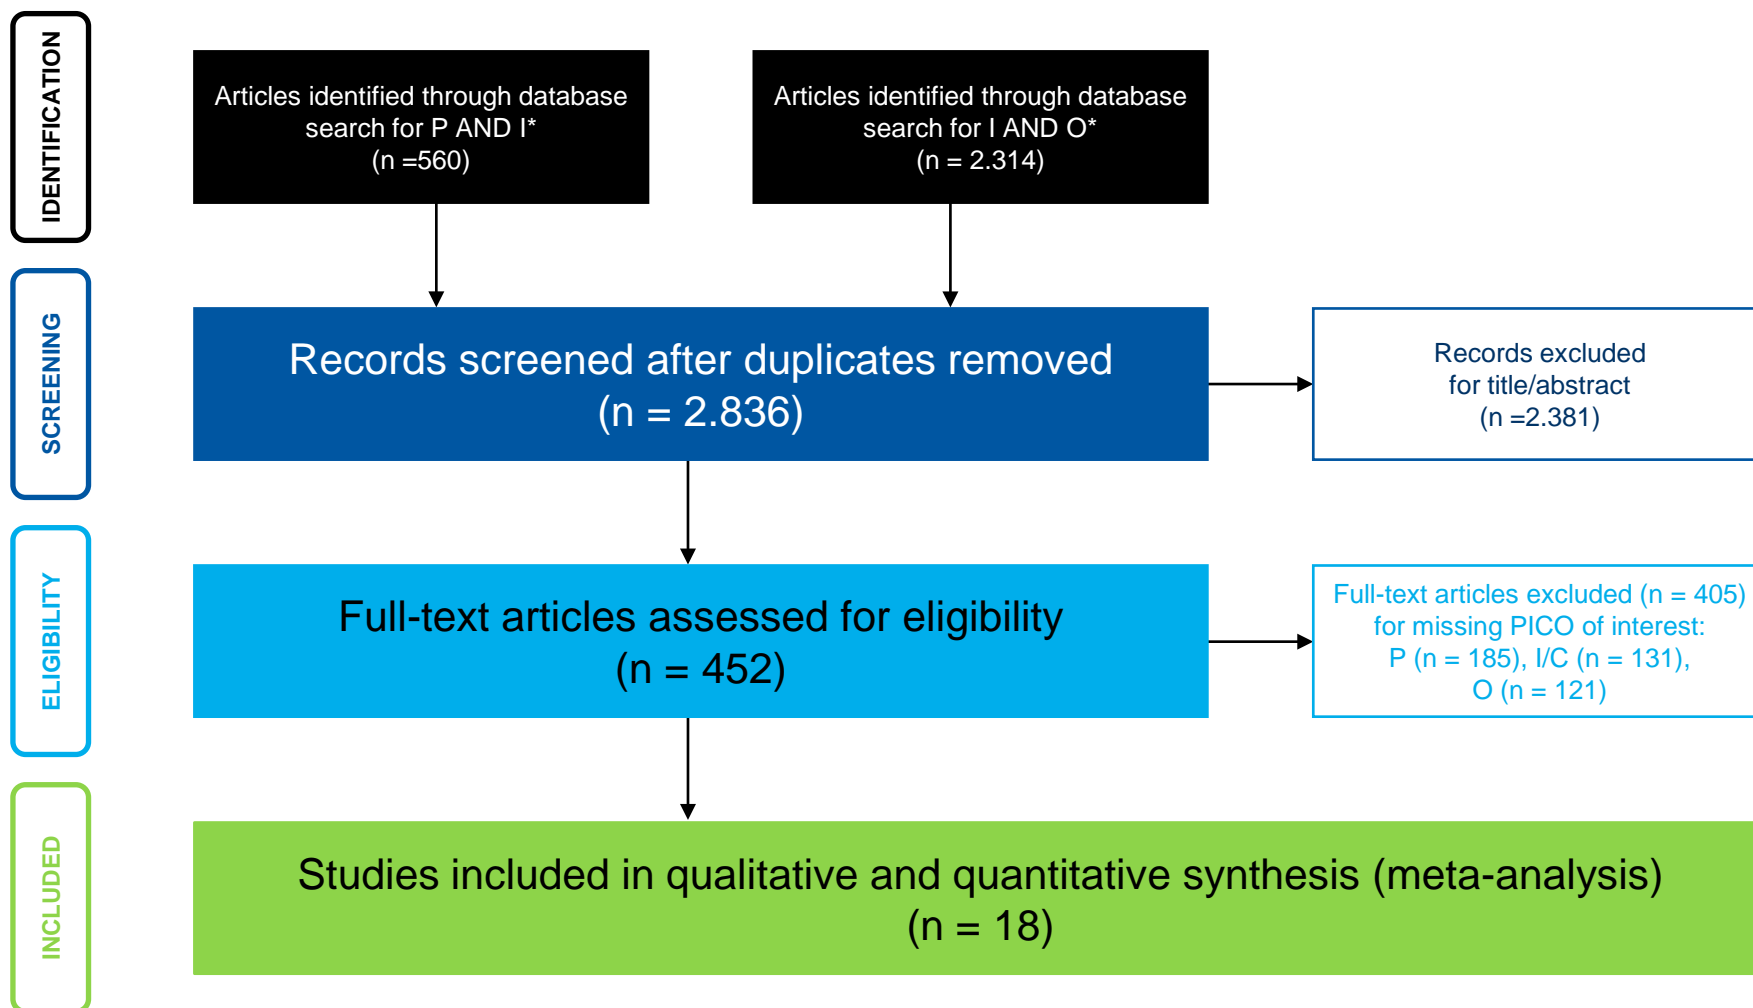 IDENTIFICATION
Articles identified through database
search for P AND I*
(n =560)
Articles identified through database
search for I AND O*
(n = 2.314)
SCREENING
Records screened after duplicates removed
(n = 2.836)
Records excluded
for title/abstract
(n =2.381)
ELIGIBILITY
Full-text articles assessed for eligibility
(n = 452)
Full-text articles excluded (n = 405)
for missing PICO of interest:
P (n = 185), I/C (n = 131),
O (n = 121)
INCLUDED
Studies included in qualitative and quantitative synthesis (meta-analysis)
(n = 18)